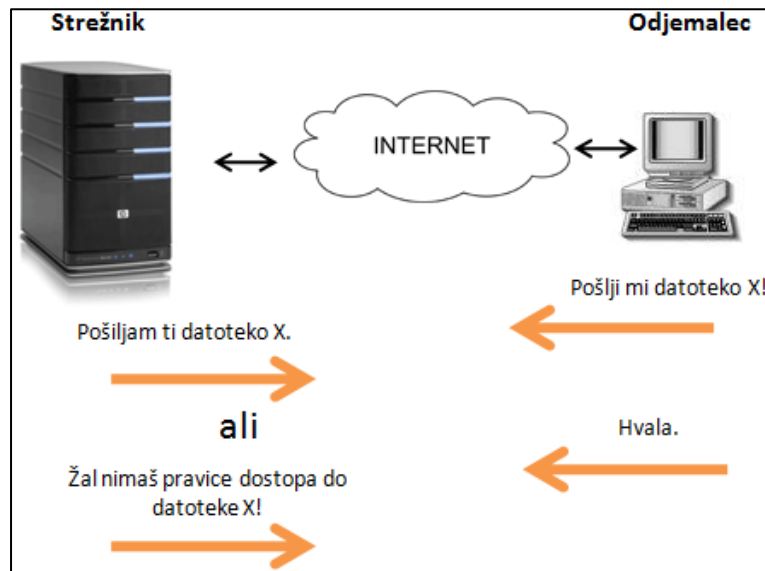 Strežnik
Odjemalec
INTERNET
Pošlji mi datoteko X!
Pošiljam ti datoteko X.
ali
Hvala.
Žal nimaš pravice dostopa do
datoteke X!